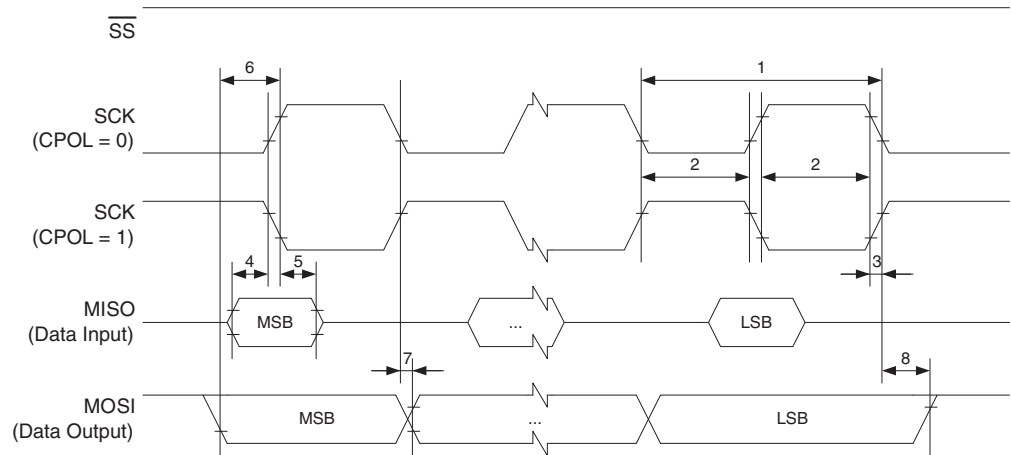 SS
6
1
SCK
(CPOL = 0)
2
2
SCK
(CPOL = 1)
4
5
3
MISO
(Data Input)
MSB
...
LSB
7
8
MOSI
(Data Output)
MSB
...
LSB